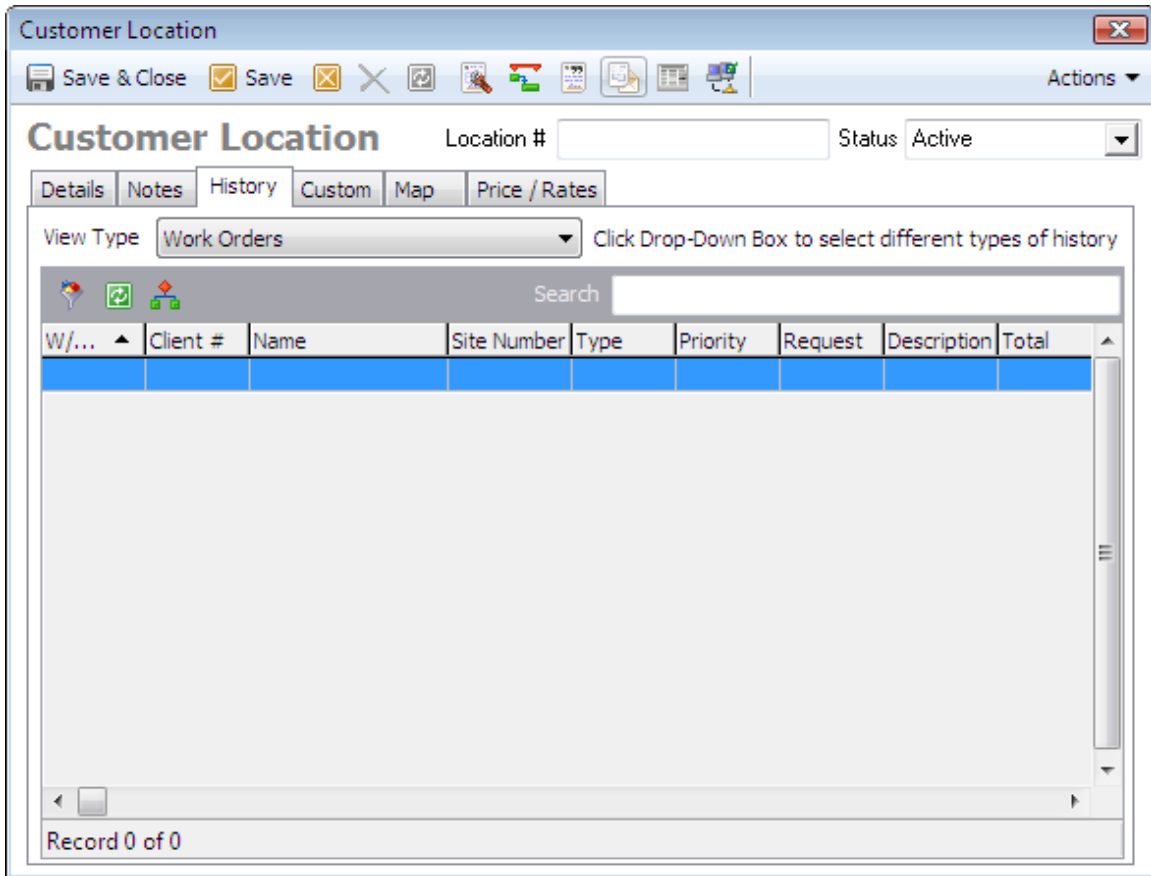 Customer Location
Save & Close Save Actions
Customer Location Location # Status Active
Details Notes History Custom Map Price / Rates
View Type Work Orders Click Drop-Down Box to select different types of history
Search
W/... Client # Name Site Number Type Priority Request Description Total
Record 0 of 0